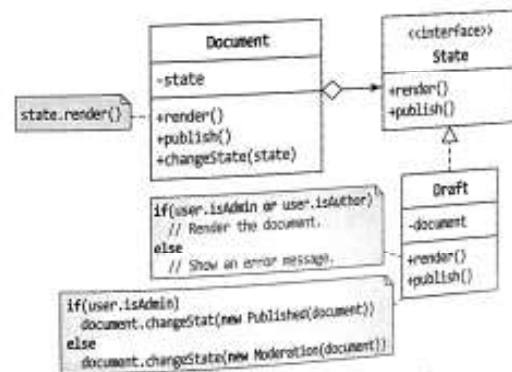 Document
-state
+render()
+publish()
+changeState(state)
state.render()
<<interface>>
State
+render()
+publish()
Draft
-document
+render()
+publish()
if(user.isAdmin or user.isAuthor)
// Render the document.
else
// Show an error message.
if(user.isAdmin)
document.changeStat(new Published(document))
else
document.changeState(new Moderation(document))